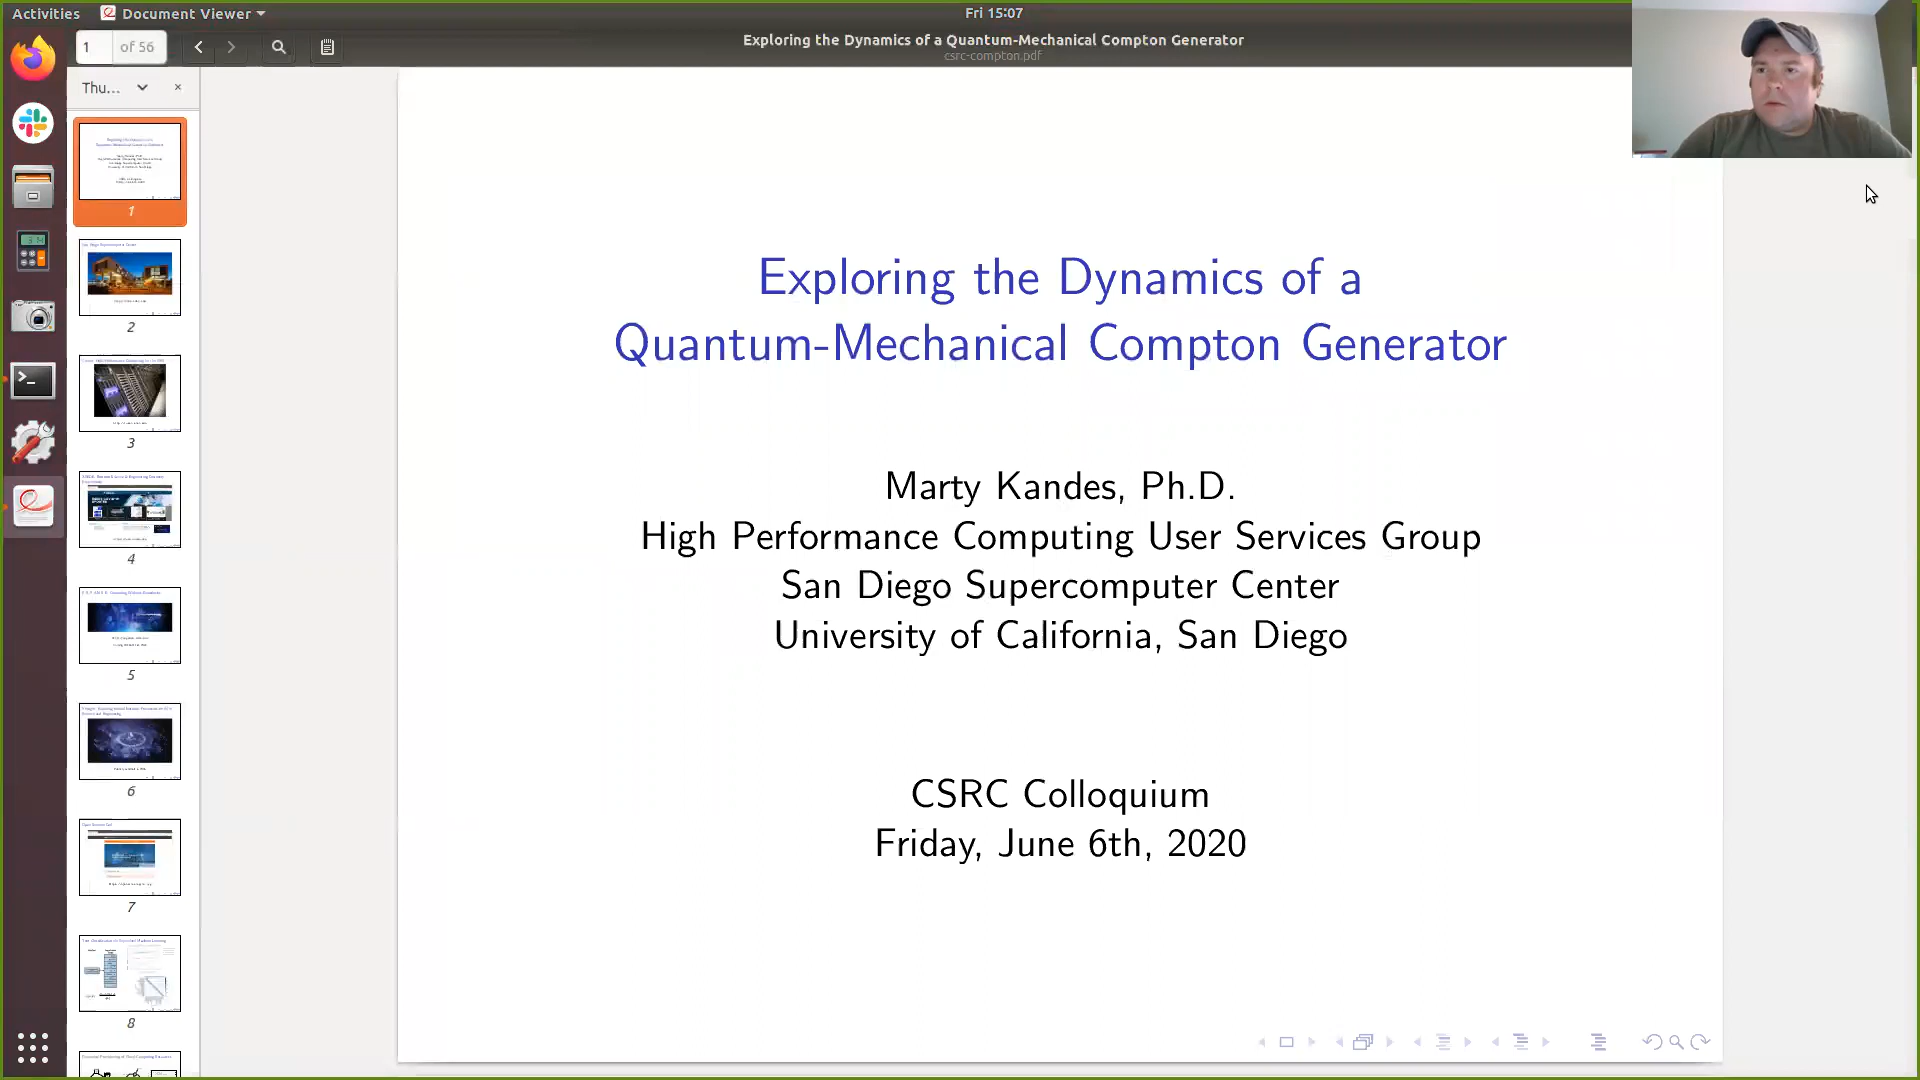 Activities
Document Viewer
Fri 15:07
1
of 56
Exploring the Dynamics of a Quantum-Mechanical Compton Generator
csrc-compton.pdf
Thu...
1
2
3
4
5
6
7
8
Exploring the Dynamics of a
Quantum-Mechanical Compton Generator
Marty Kandes, Ph.D.
High Performance Computing User Services Group
San Diego Supercomputer Center
University of California, San Diego
CSRC Colloquium
Friday, June 6th, 2020